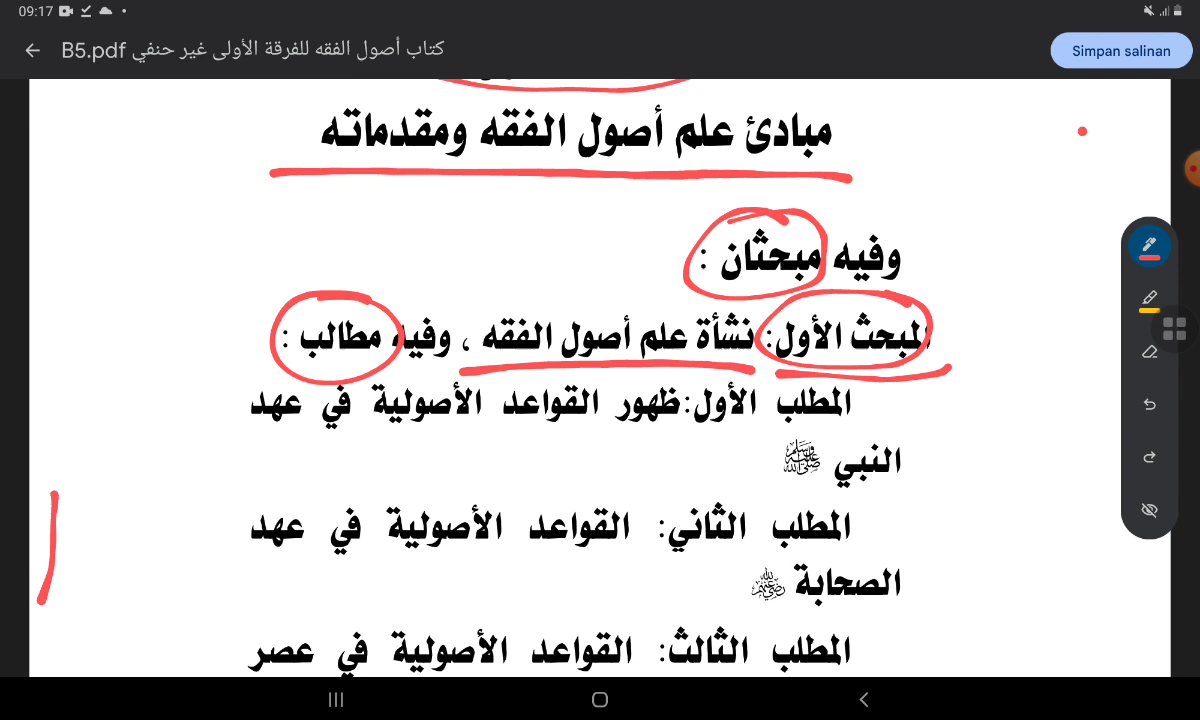 09:17
كتاب أصول الفقه للفرقة الأولى غير حنفي B5.pdf
Simpan salinan
مبادئ علم أصول الفقه ومقدماته
وفيه مبحثان :
المبحث الأول: نشأة علم أصول الفقه ، وفيه مطالب :
المطلب الأول:ظهور القواعد الأصولية في عهد
النبي ﷺ
المطلب الثاني: القواعد الأصولية في عهد
الصحابة رضي الله عنهم
المطلب الثالث: القواعد الأصولية في عصر